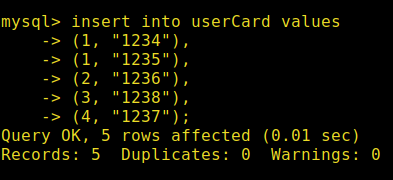 mysql> insert into userCard values
    -> (1, "1234"),
    -> (1, "1235"),
    -> (2, "1236"),
    -> (3, "1238"),
    -> (4, "1237");
Query OK, 5 rows affected (0.01 sec)
Records: 5  Duplicates: 0  Warnings: 0